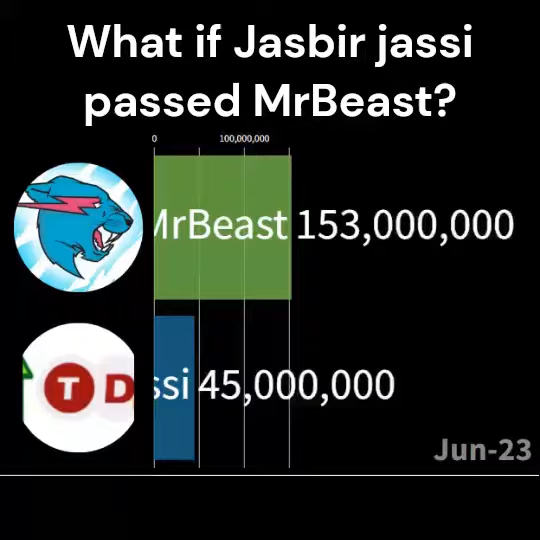 What if Jasbir jassi
passed MrBeast?
0 100,000,000
MrBeast 153,000,000
T D ssi 45,000,000
Jun-23